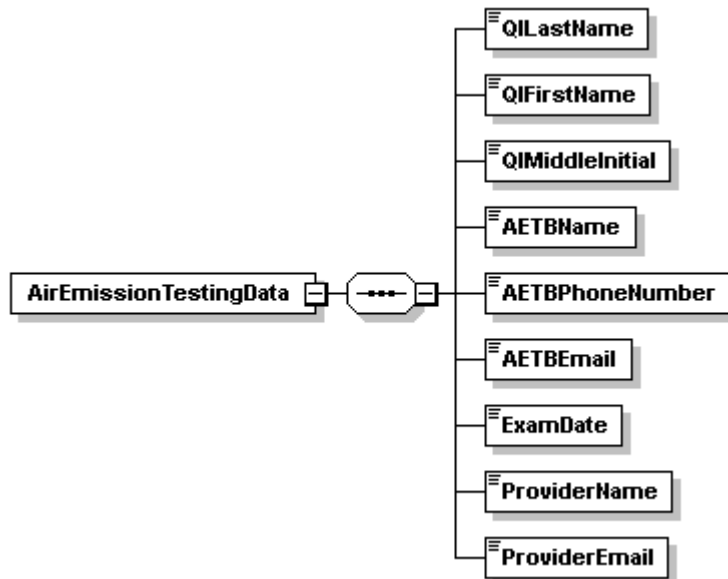 QILastName
QIFirstName
QIMiddleInitial
AETBName
AirEmissionTestingData
AETBPhoneNumber
AETBEmail
ExamDate
ProviderName
ProviderEmail